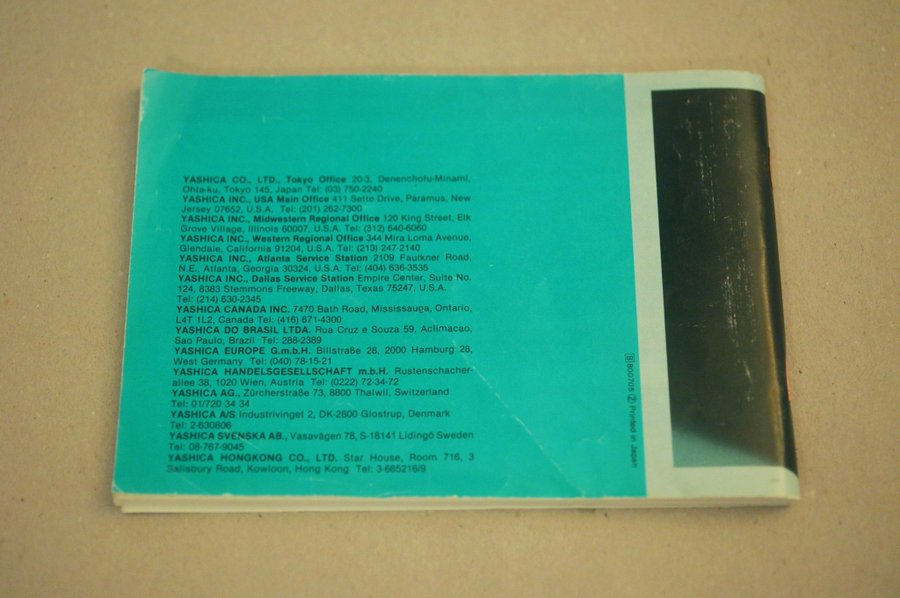 YASHICA CO., LTD., Tokyo Office 20-3, Denenchofu-Minami,
Ohta-ku, Tokyo 145, Japan Tel: (03) 750-2240
YASHICA INC., USA Main Office 411 Sette Drive, Paramus, New
Jersey 07652, U.S.A. Tel: (201) 262-7300
YASHICA INC., Midwestern Regional Office 120 King Street, Elk
Grove Village, Illinois 60007, U.S.A. Tel: (312) 640-6060
YASHICA INC., Western Regional Office 344 Mira Loma Avenue,
Glendale, California 91204, U.S.A. Tel: (213) 247-2140
YASHICA INC., Atlanta Service Station 2109 Faulkner Road,
N.E., Atlanta, Georgia 30324, U.S.A. Tel: (404) 636-3535
YASHICA INC., Dallas Service Station Empire Center, Suite No.
124, 8383 Stemmons Freeway, Dallas, Texas 75247, U.S.A.
Tel: (214) 630-2345
YASHICA CANADA INC. 7470 Bath Road, Mississauga, Ontario,
L4T 1L2, Canada Tel: (416) 671-4300
YASHICA DO BRASIL LTDA. Rua Cruz e Souza 59, Aclimacao,
Sao Paulo, Brazil Tel: 288-2389
YASHICA EUROPE G.m.b.H. Billstraße 28, 2000 Hamburg 28,
West Germany Tel: (040) 78-15-21
YASHICA HANDELSGESELLSCHAFT m.b.H. Rustenschacher-
allee 38, 1020 Wien, Austria Tel: (0222) 72-34-72
YASHICA AG., Zürcherstraße 73, 8800 Thalwil, Switzerland
Tel: 01/720 34 34
YASHICA A/S Industrivinget 2, DK-2600 Glostrup, Denmark
Tel: 2-630806
YASHICA SVENSKA AB., Vasavägen 78, S-18141 Lidingö Sweden
Tel: 08-767-9045
YASHICA HONGKONG CO., LTD. Star House, Room 716, 3
Salisbury Road, Kowloon, Hong Kong Tel: 3-665216/9
Ⓑ 800705 Ⓩ Printed in Japan